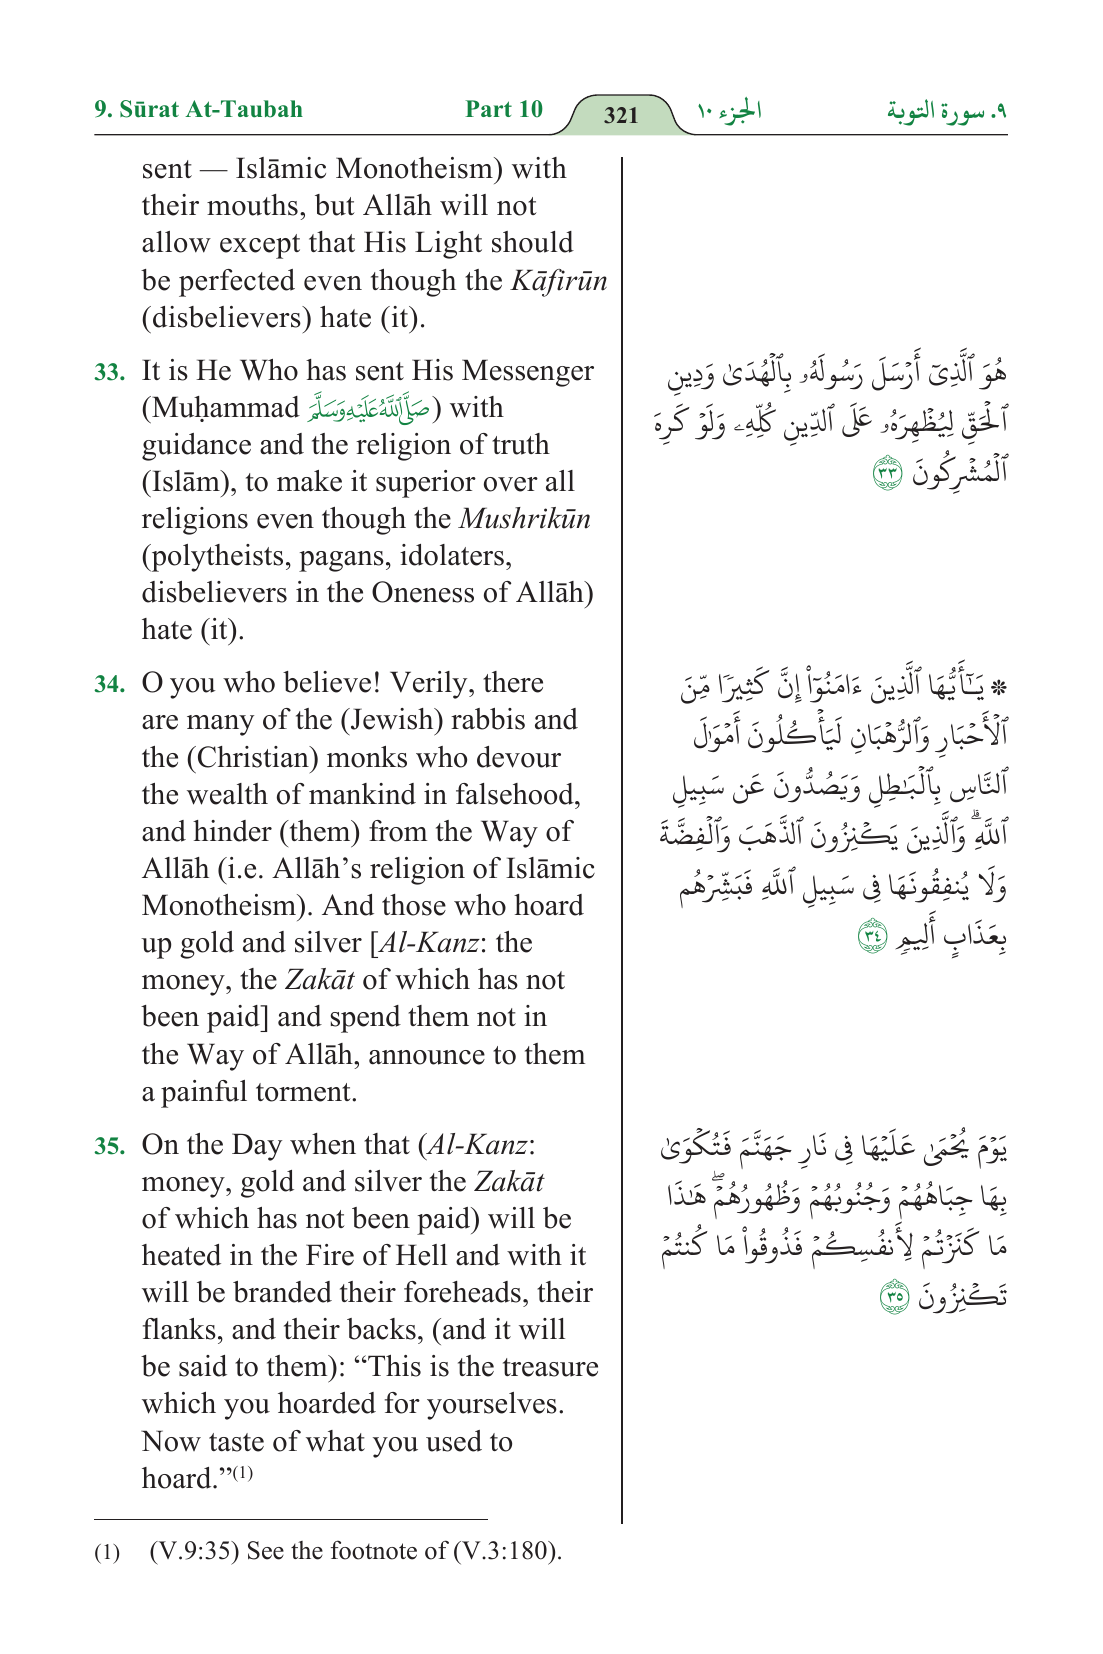 9. Sūrat At-Taubah
Part 10
321
الجزء ١٠
٩. سورة التوبة
sent — Islāmic Monotheism) with
their mouths, but Allāh will not
allow except that His Light should
be perfected even though the Kāfirūn
(disbelievers) hate (it).
33. It is He Who has sent His Messenger
(Muḥammad صَلَّى اللَّهُ عَلَيْهِ وَسَلَّمَ) with
guidance and the religion of truth
(Islām), to make it superior over all
religions even though the Mushrikūn
(polytheists, pagans, idolaters,
disbelievers in the Oneness of Allāh)
hate (it).
هُوَ ٱلَّذِىٓ أَرْسَلَ رَسُولَهُۥ بِٱلْهُدَىٰ وَدِينِ
ٱلْحَقِّ لِيُظْهِرَهُۥ عَلَى ٱلدِّينِ كُلِّهِۦ وَلَوْ كَرِهَ
ٱلْمُشْرِكُونَ ٣٣
34. O you who believe! Verily, there
are many of the (Jewish) rabbis and
the (Christian) monks who devour
the wealth of mankind in falsehood,
and hinder (them) from the Way of
Allāh (i.e. Allāh’s religion of Islāmic
Monotheism). And those who hoard
up gold and silver [Al-Kanz: the
money, the Zakāt of which has not
been paid] and spend them not in
the Way of Allāh, announce to them
a painful torment.
* يَـٰٓأَيُّهَا ٱلَّذِينَ ءَامَنُوٓا۟ إِنَّ كَثِيرًا مِّنَ
ٱلْأَحْبَارِ وَٱلرُّهْبَانِ لَيَأْكُلُونَ أَمْوَٰلَ
ٱلنَّاسِ بِٱلْبَـٰطِلِ وَيَصُدُّونَ عَن سَبِيلِ
ٱللَّهِ ۗ وَٱلَّذِينَ يَكْنِزُونَ ٱلذَّهَبَ وَٱلْفِضَّةَ
وَلَا يُنفِقُونَهَا فِى سَبِيلِ ٱللَّهِ فَبَشِّرْهُم
بِعَذَابٍ أَلِيمٍ ٣٤
35. On the Day when that (Al-Kanz:
money, gold and silver the Zakāt
of which has not been paid) will be
heated in the Fire of Hell and with it
will be branded their foreheads, their
flanks, and their backs, (and it will
be said to them): “This is the treasure
which you hoarded for yourselves.
Now taste of what you used to
hoard.”(1)
يَوْمَ يُحْمَىٰ عَلَيْهَا فِى نَارِ جَهَنَّمَ فَتُكْوَىٰ
بِهَا جِبَاهُهُمْ وَجُنُوبُهُمْ وَظُهُورُهُمْ ۖ هَـٰذَا
مَا كَنَزْتُمْ لِأَنفُسِكُمْ فَذُوقُوا۟ مَا كُنتُمْ
تَكْنِزُونَ ٣٥
(1) (V.9:35) See the footnote of (V.3:180).